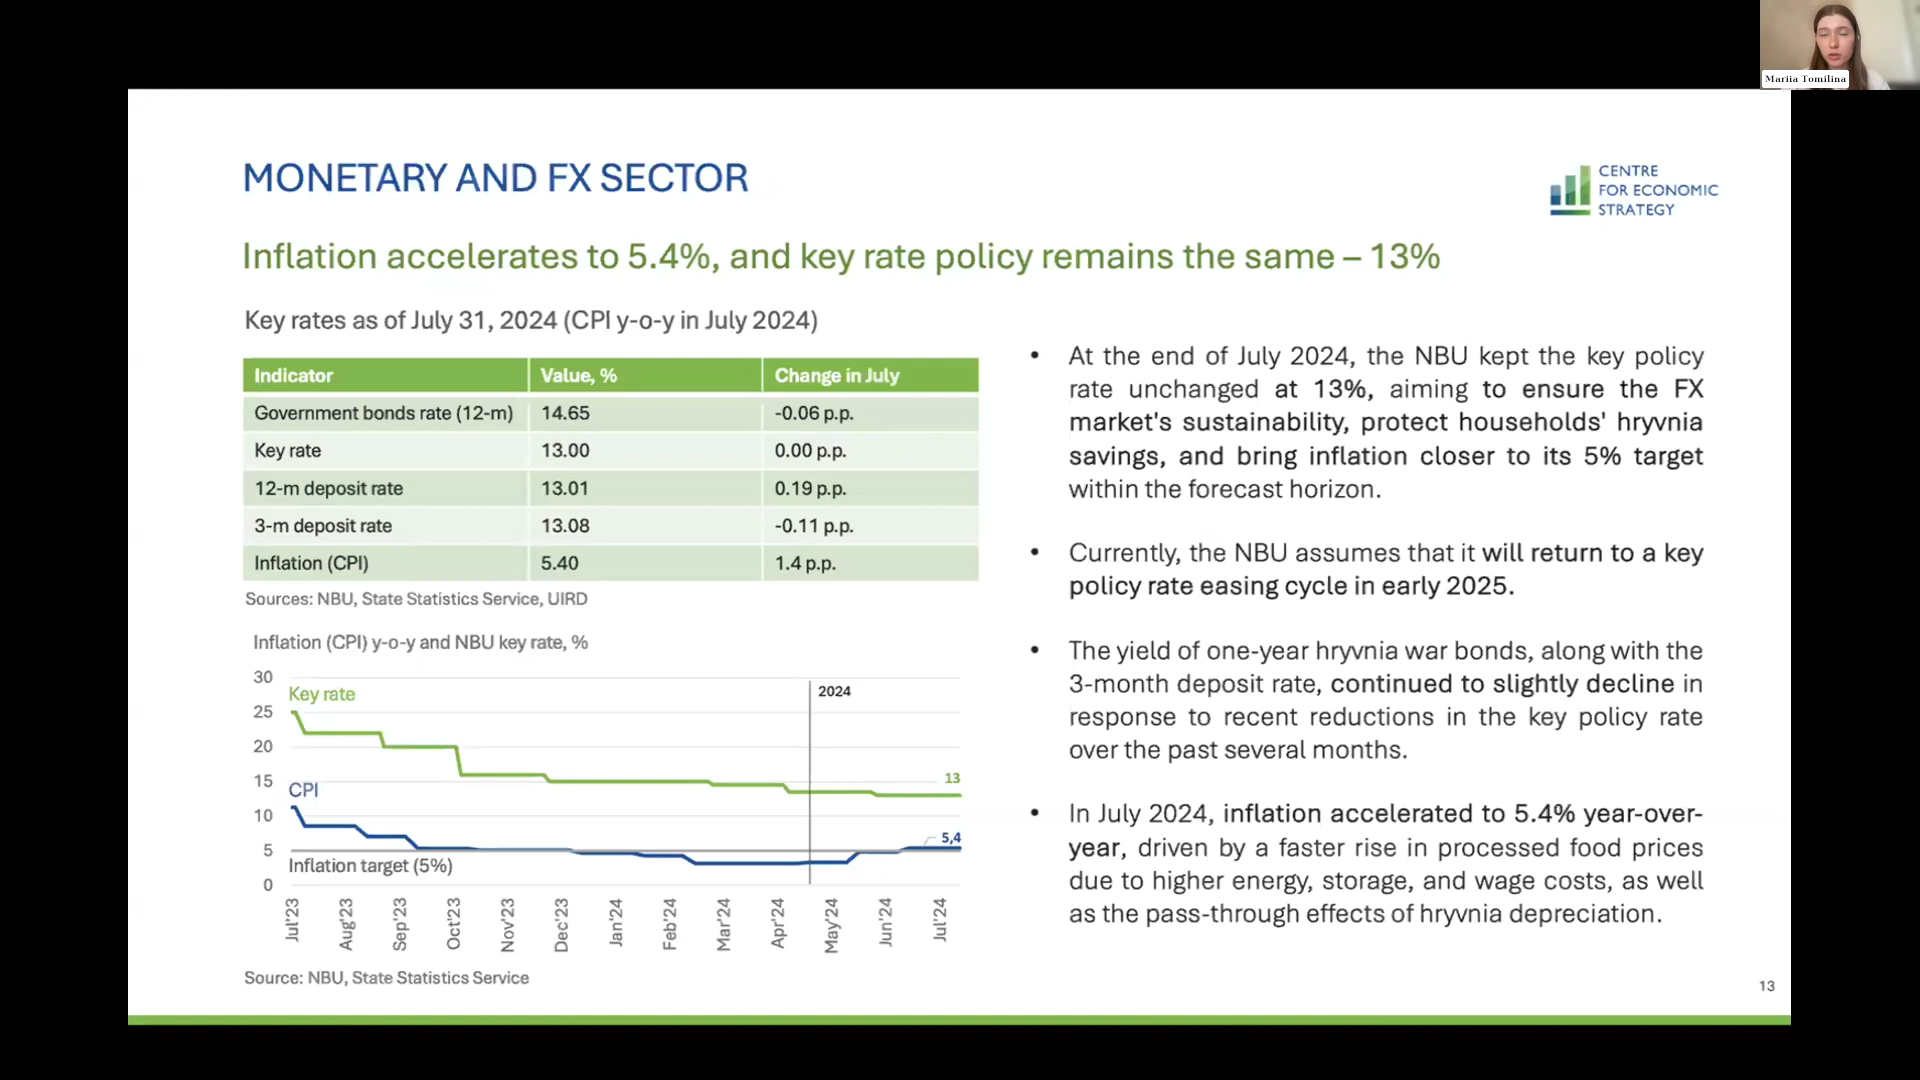 Mariia Tomilina
MONETARY AND FX SECTOR
CENTRE
FOR ECONOMIC
STRATEGY
Inflation accelerates to 5.4%, and key rate policy remains the same – 13%
Key rates as of July 31, 2024 (CPI y-o-y in July 2024)
Indicator Value, % Change in July
Government bonds rate (12-m) 14.65 -0.06 p.p.
Key rate 13.00 0.00 p.p.
12-m deposit rate 13.01 0.19 p.p.
3-m deposit rate 13.08 -0.11 p.p.
Inflation (CPI) 5.40 1.4 p.p.
Sources: NBU, State Statistics Service, UIRD
Inflation (CPI) y-o-y and NBU key rate, %
30
25
20
15
10
5
0
Key rate
CPI
Inflation target (5%)
2024
13
5,4
Jul'23 Aug'23 Sep'23 Oct'23 Nov'23 Dec'23 Jan'24 Feb'24 Mar'24 Apr'24 May'24 Jun'24 Jul'24
Source: NBU, State Statistics Service
• At the end of July 2024, the NBU kept the key policy
rate unchanged at 13%, aiming to ensure the FX
market's sustainability, protect households' hryvnia
savings, and bring inflation closer to its 5% target
within the forecast horizon.
• Currently, the NBU assumes that it will return to a key
policy rate easing cycle in early 2025.
• The yield of one-year hryvnia war bonds, along with the
3-month deposit rate, continued to slightly decline in
response to recent reductions in the key policy rate
over the past several months.
• In July 2024, inflation accelerated to 5.4% year-over-
year, driven by a faster rise in processed food prices
due to higher energy, storage, and wage costs, as well
as the pass-through effects of hryvnia depreciation.
13